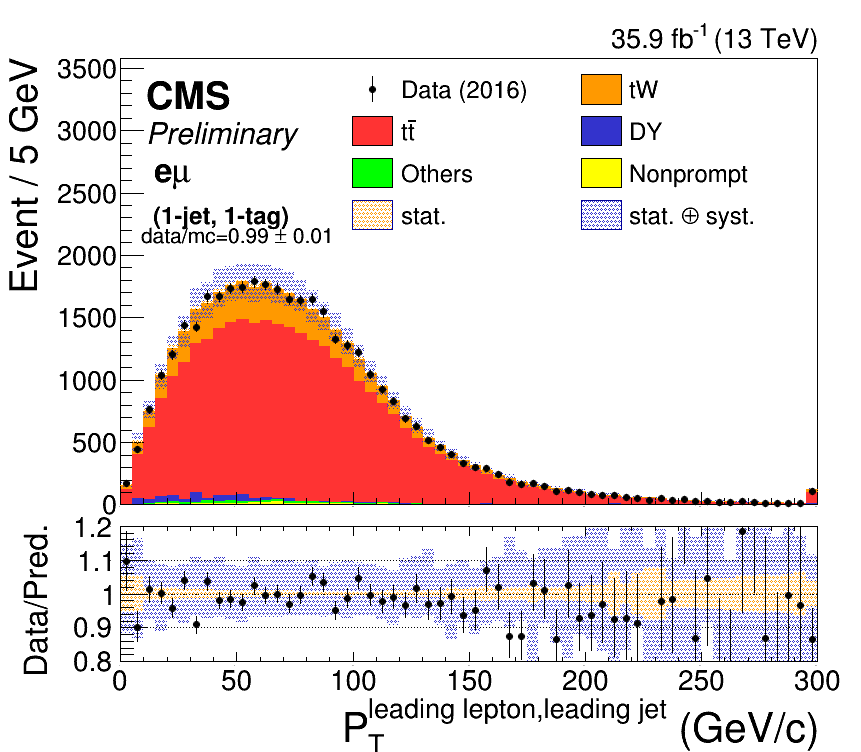 35.9 fb-1 (13 TeV)
Event / 5 GeV
3500
3000
2500
2000
1500
1000
500
0
CMS
Preliminary
eμ
(1-jet, 1-tag)
data/mc=0.99 ± 0.01
Data (2016)
tW
tt̄
DY
Others
Nonprompt
stat.
stat. ⊕ syst.
Data/Pred.
1.2
1.1
1
0.9
0.8
0 50 100 150 200 250 300
PT leading lepton,leading jet (GeV/c)